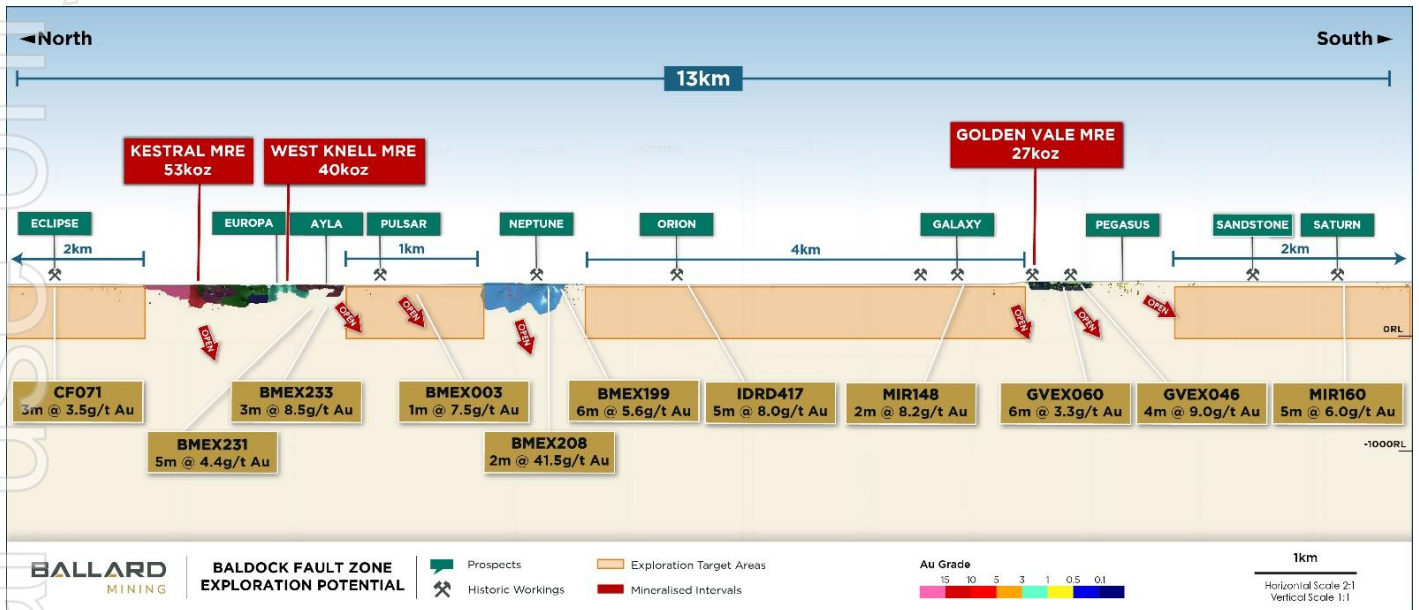 ◄North
South►
13km
KESTRAL MRE
53koz
WEST KNELL MRE
40koz
GOLDEN VALE MRE
27koz
ECLIPSE
EUROPA
AYLA
PULSAR
NEPTUNE
ORION
GALAXY
PEGASUS
SANDSTONE
SATURN
2km
1km
4km
2km
OPEN
OPEN
OPEN
OPEN
OPEN
OPEN
OPEN
0RL
CF071
3m @ 3.5g/t Au
BMEX233
3m @ 8.5g/t Au
BMEX003
1m @ 7.5g/t Au
BMEX199
6m @ 5.6g/t Au
IDRD417
5m @ 8.0g/t Au
MIR148
2m @ 8.2g/t Au
GVEX060
6m @ 3.3g/t Au
GVEX046
4m @ 9.0g/t Au
MIR160
5m @ 6.0g/t Au
BMEX231
5m @ 4.4g/t Au
BMEX208
2m @ 41.5g/t Au
-1000RL
BALLARD
MINING
BALDOCK FAULT ZONE
EXPLORATION POTENTIAL
Prospects
Historic Workings
Exploration Target Areas
Mineralised Intervals
Au Grade
15 10 5 3 1 0.5 0.1
1km
Horizontal Scale 2:1
Vertical Scale 1:1